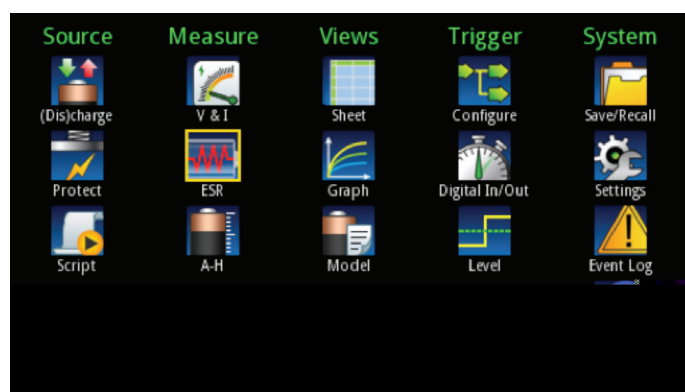 Source Measure Views Trigger System
(Dis)charge V & I Sheet Configure Save/Recall
Protect ESR Graph Digital In/Out Settings
Script A-H Model Level Event Log